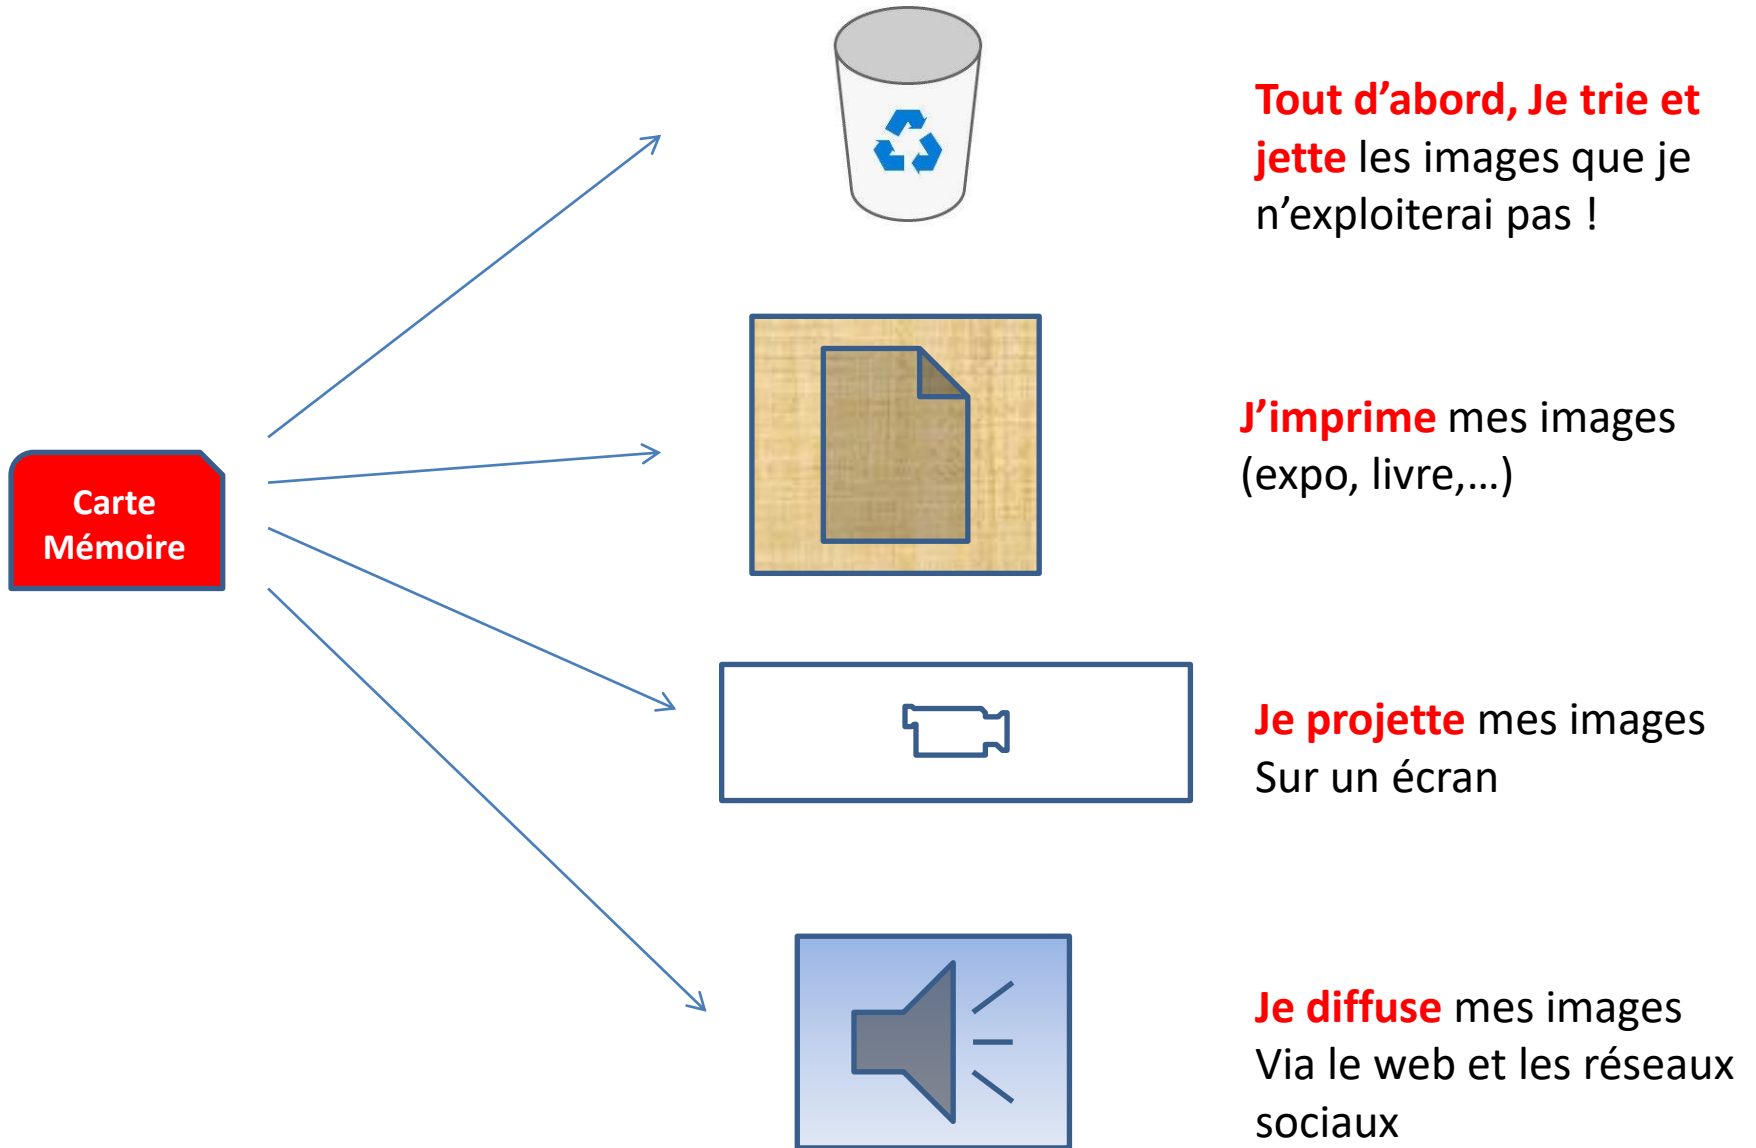 Tout d’abord, Je trie et
jette les images que je
n’exploiterai pas !
J’imprime mes images
(expo, livre,...)
Carte
Mémoire
Je projette mes images
Sur un écran
Je diffuse mes images
Via le web et les réseaux
sociaux